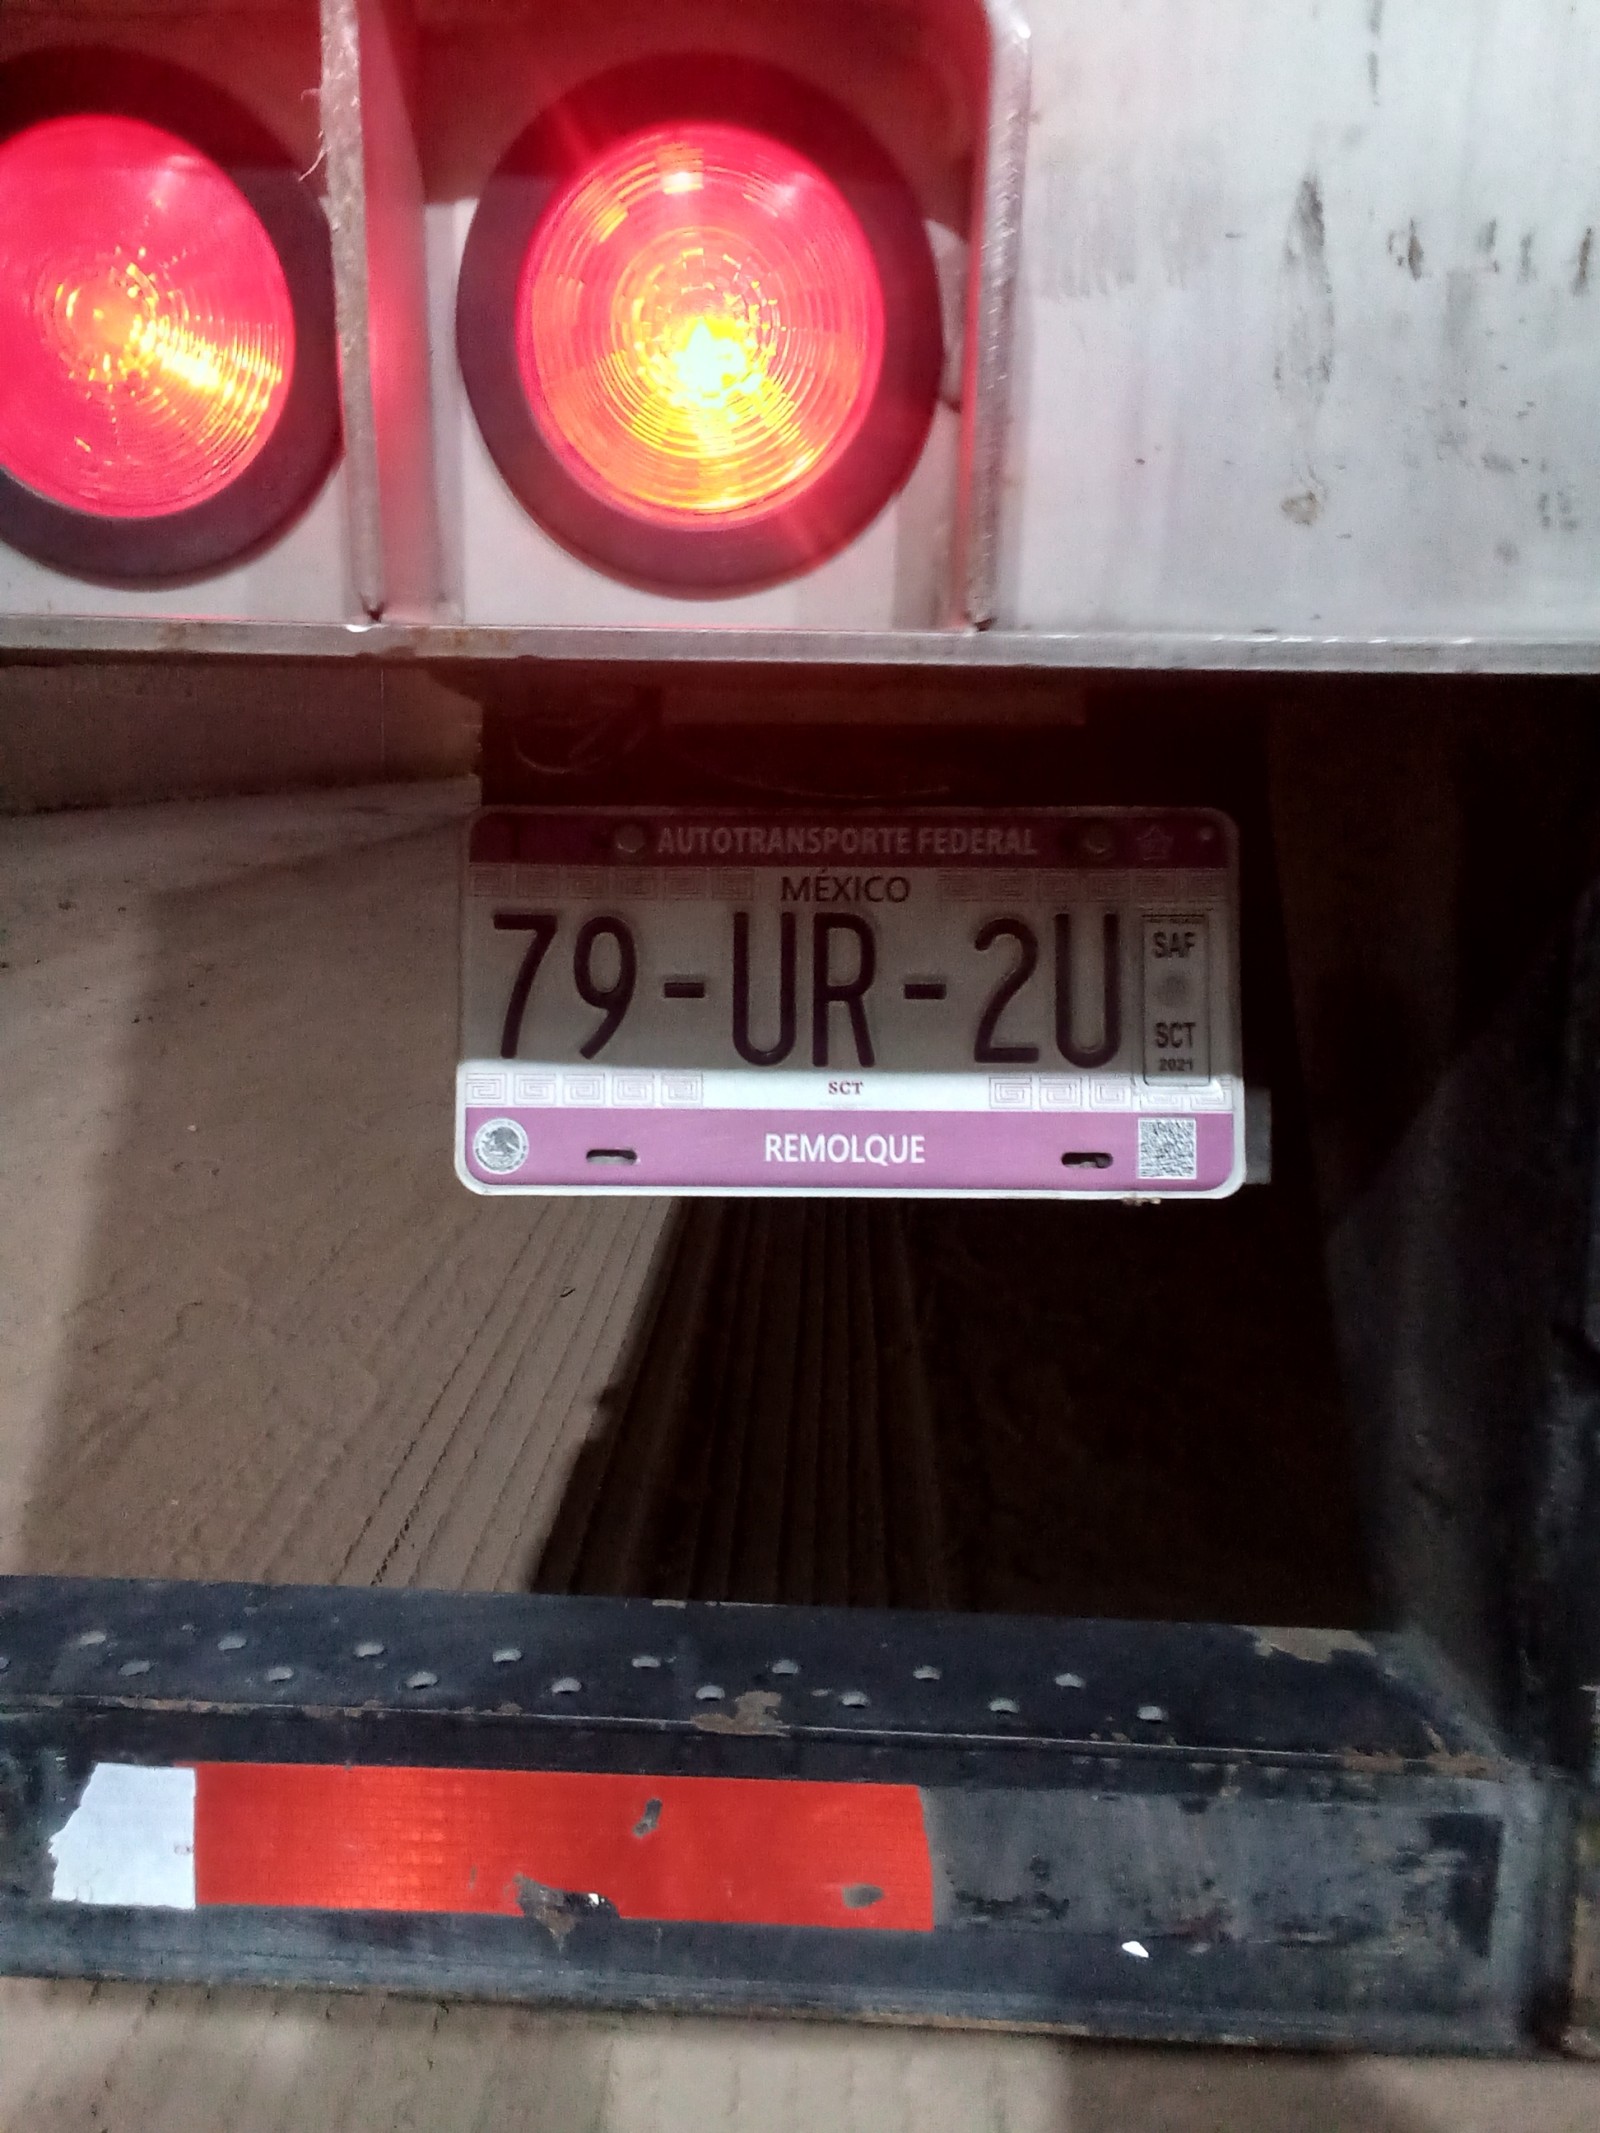 AUTOTRANSPORTE FEDERAL
MÉXICO
79-UR-2U
SAF
SCT
2021
SCT
REMOLQUE